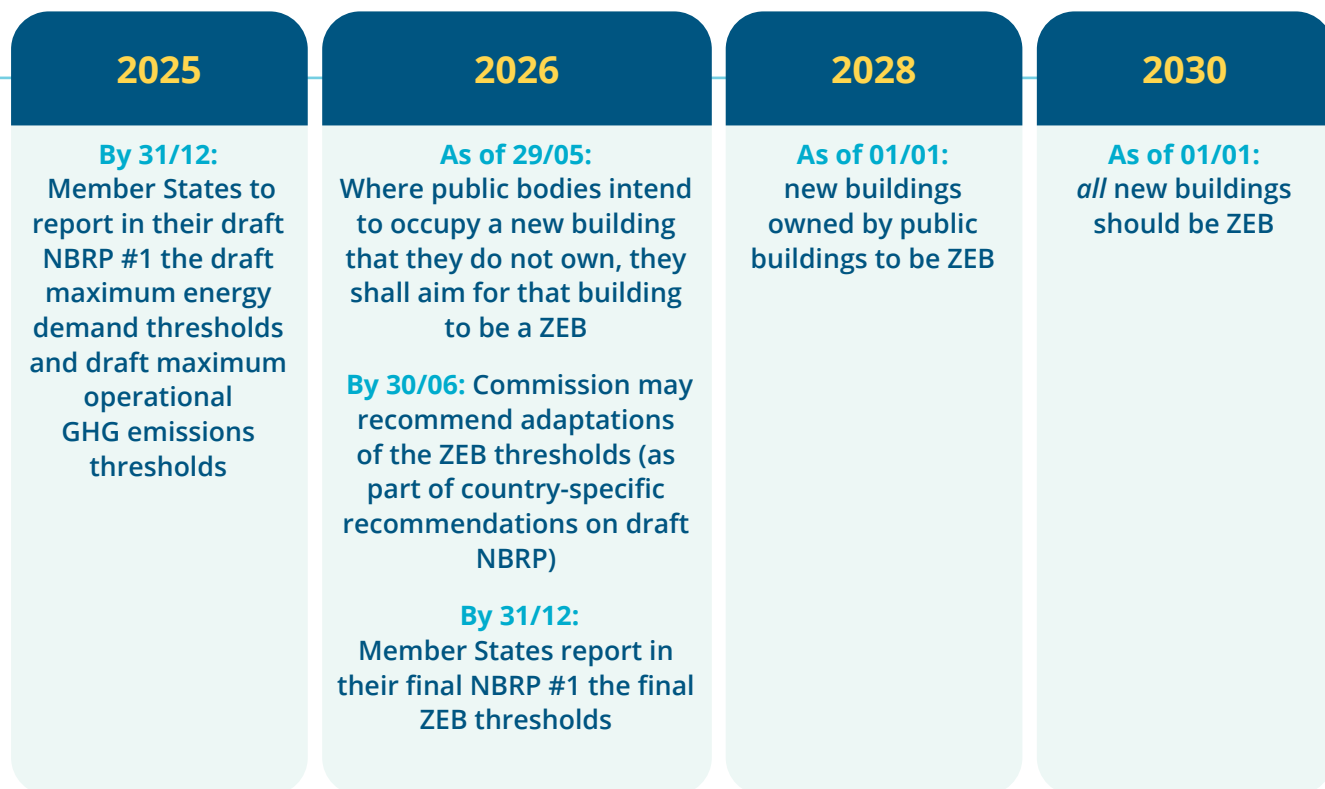 2025
By 31/12:
Member States to
report in their draft
NBRP #1 the draft
maximum energy
demand thresholds
and draft maximum
operational
GHG emissions
thresholds
2026
As of 29/05:
Where public bodies intend
to occupy a new building
that they do not own, they
shall aim for that building
to be a ZEB
By 30/06: Commission may
recommend adaptations
of the ZEB thresholds (as
part of country-specific
recommendations on draft
NBRP)
By 31/12:
Member States report in
their final NBRP #1 the final
ZEB thresholds
2028
As of 01/01:
new buildings
owned by public
buildings to be ZEB
2030
As of 01/01:
all new buildings
should be ZEB